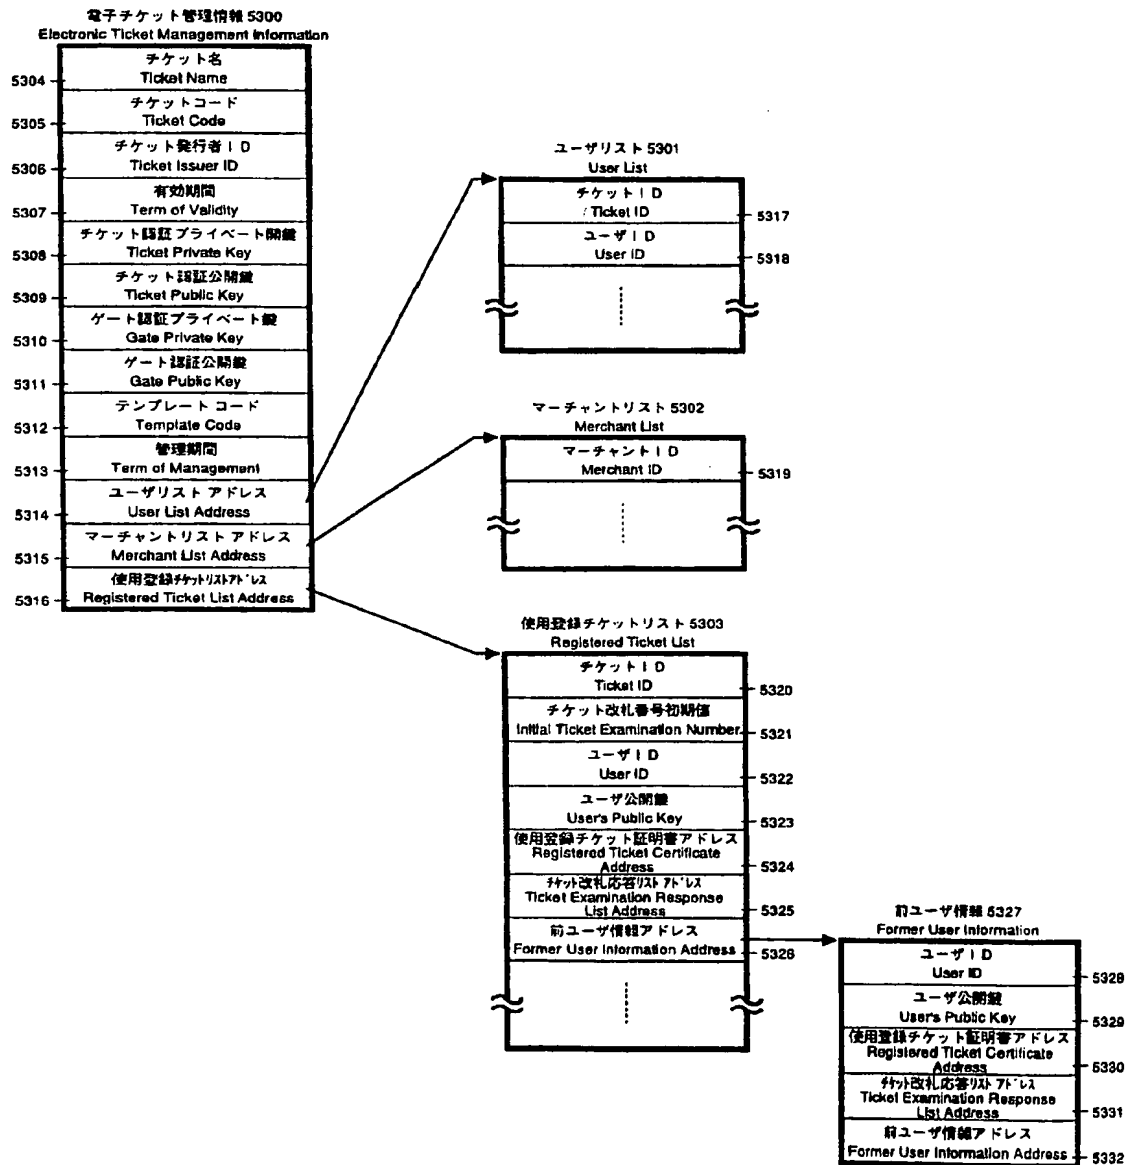 電子チケット管理情報 5300
Electronic Ticket Management Information
チケット名
Ticket Name
5304
チケットコード
Ticket Code
5305
チケット発行者ID
Ticket Issuer ID
5306
有効期間
Term of Validity
5307
チケット認証プライベート開鍵
Ticket Private Key
5308
チケット認証公開鍵
Ticket Public Key
5309
ゲート認証プライベート鍵
Gate Private Key
5310
ゲート認証公開鍵
Gate Public Key
5311
テンプレート コード
Template Code
5312
管理期間
Term of Management
5313
ユーザリスト アドレス
User List Address
5314
マーチャントリスト アドレス
Merchant List Address
5315
使用登録チケットリストアドレス
Registered Ticket List Address
5316
ユーザリスト 5301
User List
チケットID
Ticket ID
5317
ユーザID
User ID
5318
マーチャントリスト 5302
Merchant List
マーチャントID
Merchant ID
5319
使用登録チケットリスト 5303
Registered Ticket List
チケットID
Ticket ID
5320
チケット改札番号初期値
Initial Ticket Examination Number
5321
ユーザID
User ID
5322
ユーザ公開鍵
User's Public Key
5323
使用登録チケット証明書アドレス
Registered Ticket Certificate
Address
5324
チケット改札応答リスト アドレス
Ticket Examination Response
List Address
5325
前ユーザ情報アドレス
Former User Information Address
5326
前ユーザ情報 5327
Former User Information
ユーザID
User ID
5328
ユーザ公開鍵
User's Public Key
5329
使用登録チケット証明書アドレス
Registered Ticket Certificate
Address
5330
チケット改札応答リスト アドレス
Ticket Examination Response
List Address
5331
前ユーザ情報アドレス
Former User Information Address
5332